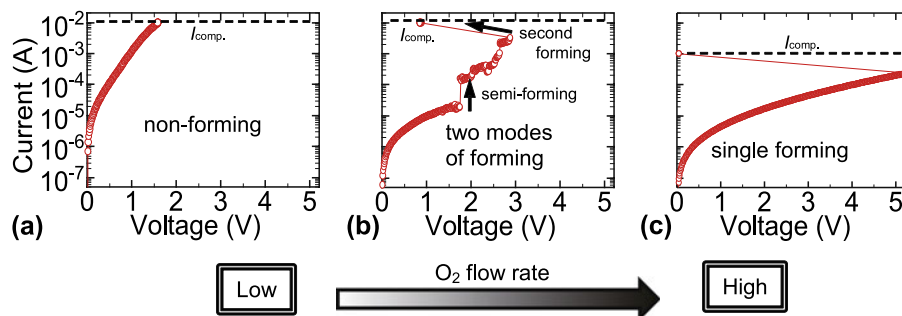 10⁻²
10⁻³
10⁻⁴
10⁻⁵
10⁻⁶
10⁻⁷
Current (A)
I comp.
non-forming
0 1 2 3 4 5
(a) Voltage (V)
I comp.
second
forming
semi-forming
two modes
of forming
0 1 2 3 4 5
(b) Voltage (V)
I comp.
single forming
0 1 2 3 4 5
(c) Voltage (V)
Low
O₂ flow rate
High